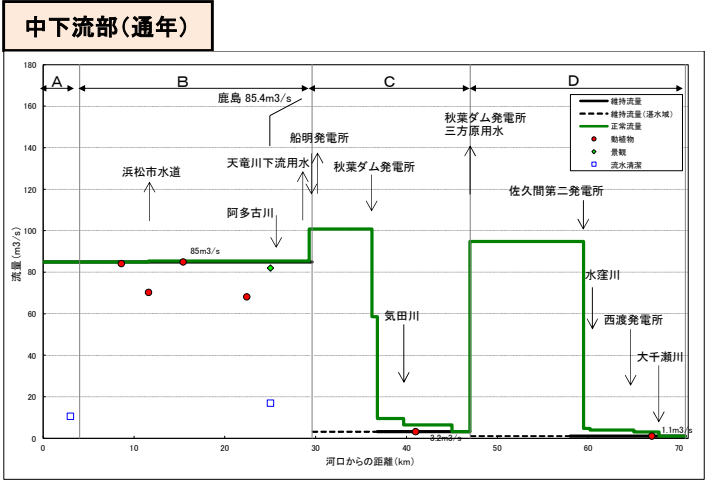 中下流部（通年）
A
B
C
D
鹿島 85.4m3/s
維持流量
維持流量（湛水域）
正常流量
動植物
景観
流水清潔
船明発電所
秋葉ダム発電所
三方原用水
浜松市水道
天竜川下流用水
秋葉ダム発電所
佐久間第二発電所
阿多古川
85m3/s
水窪川
気田川
西渡発電所
大千瀬川
3.2m3/s
1.1m3/s
流量（m3/s）
180
160
140
120
100
80
60
40
20
0
0
10
20
30
40
50
60
70
河口からの距離（km）